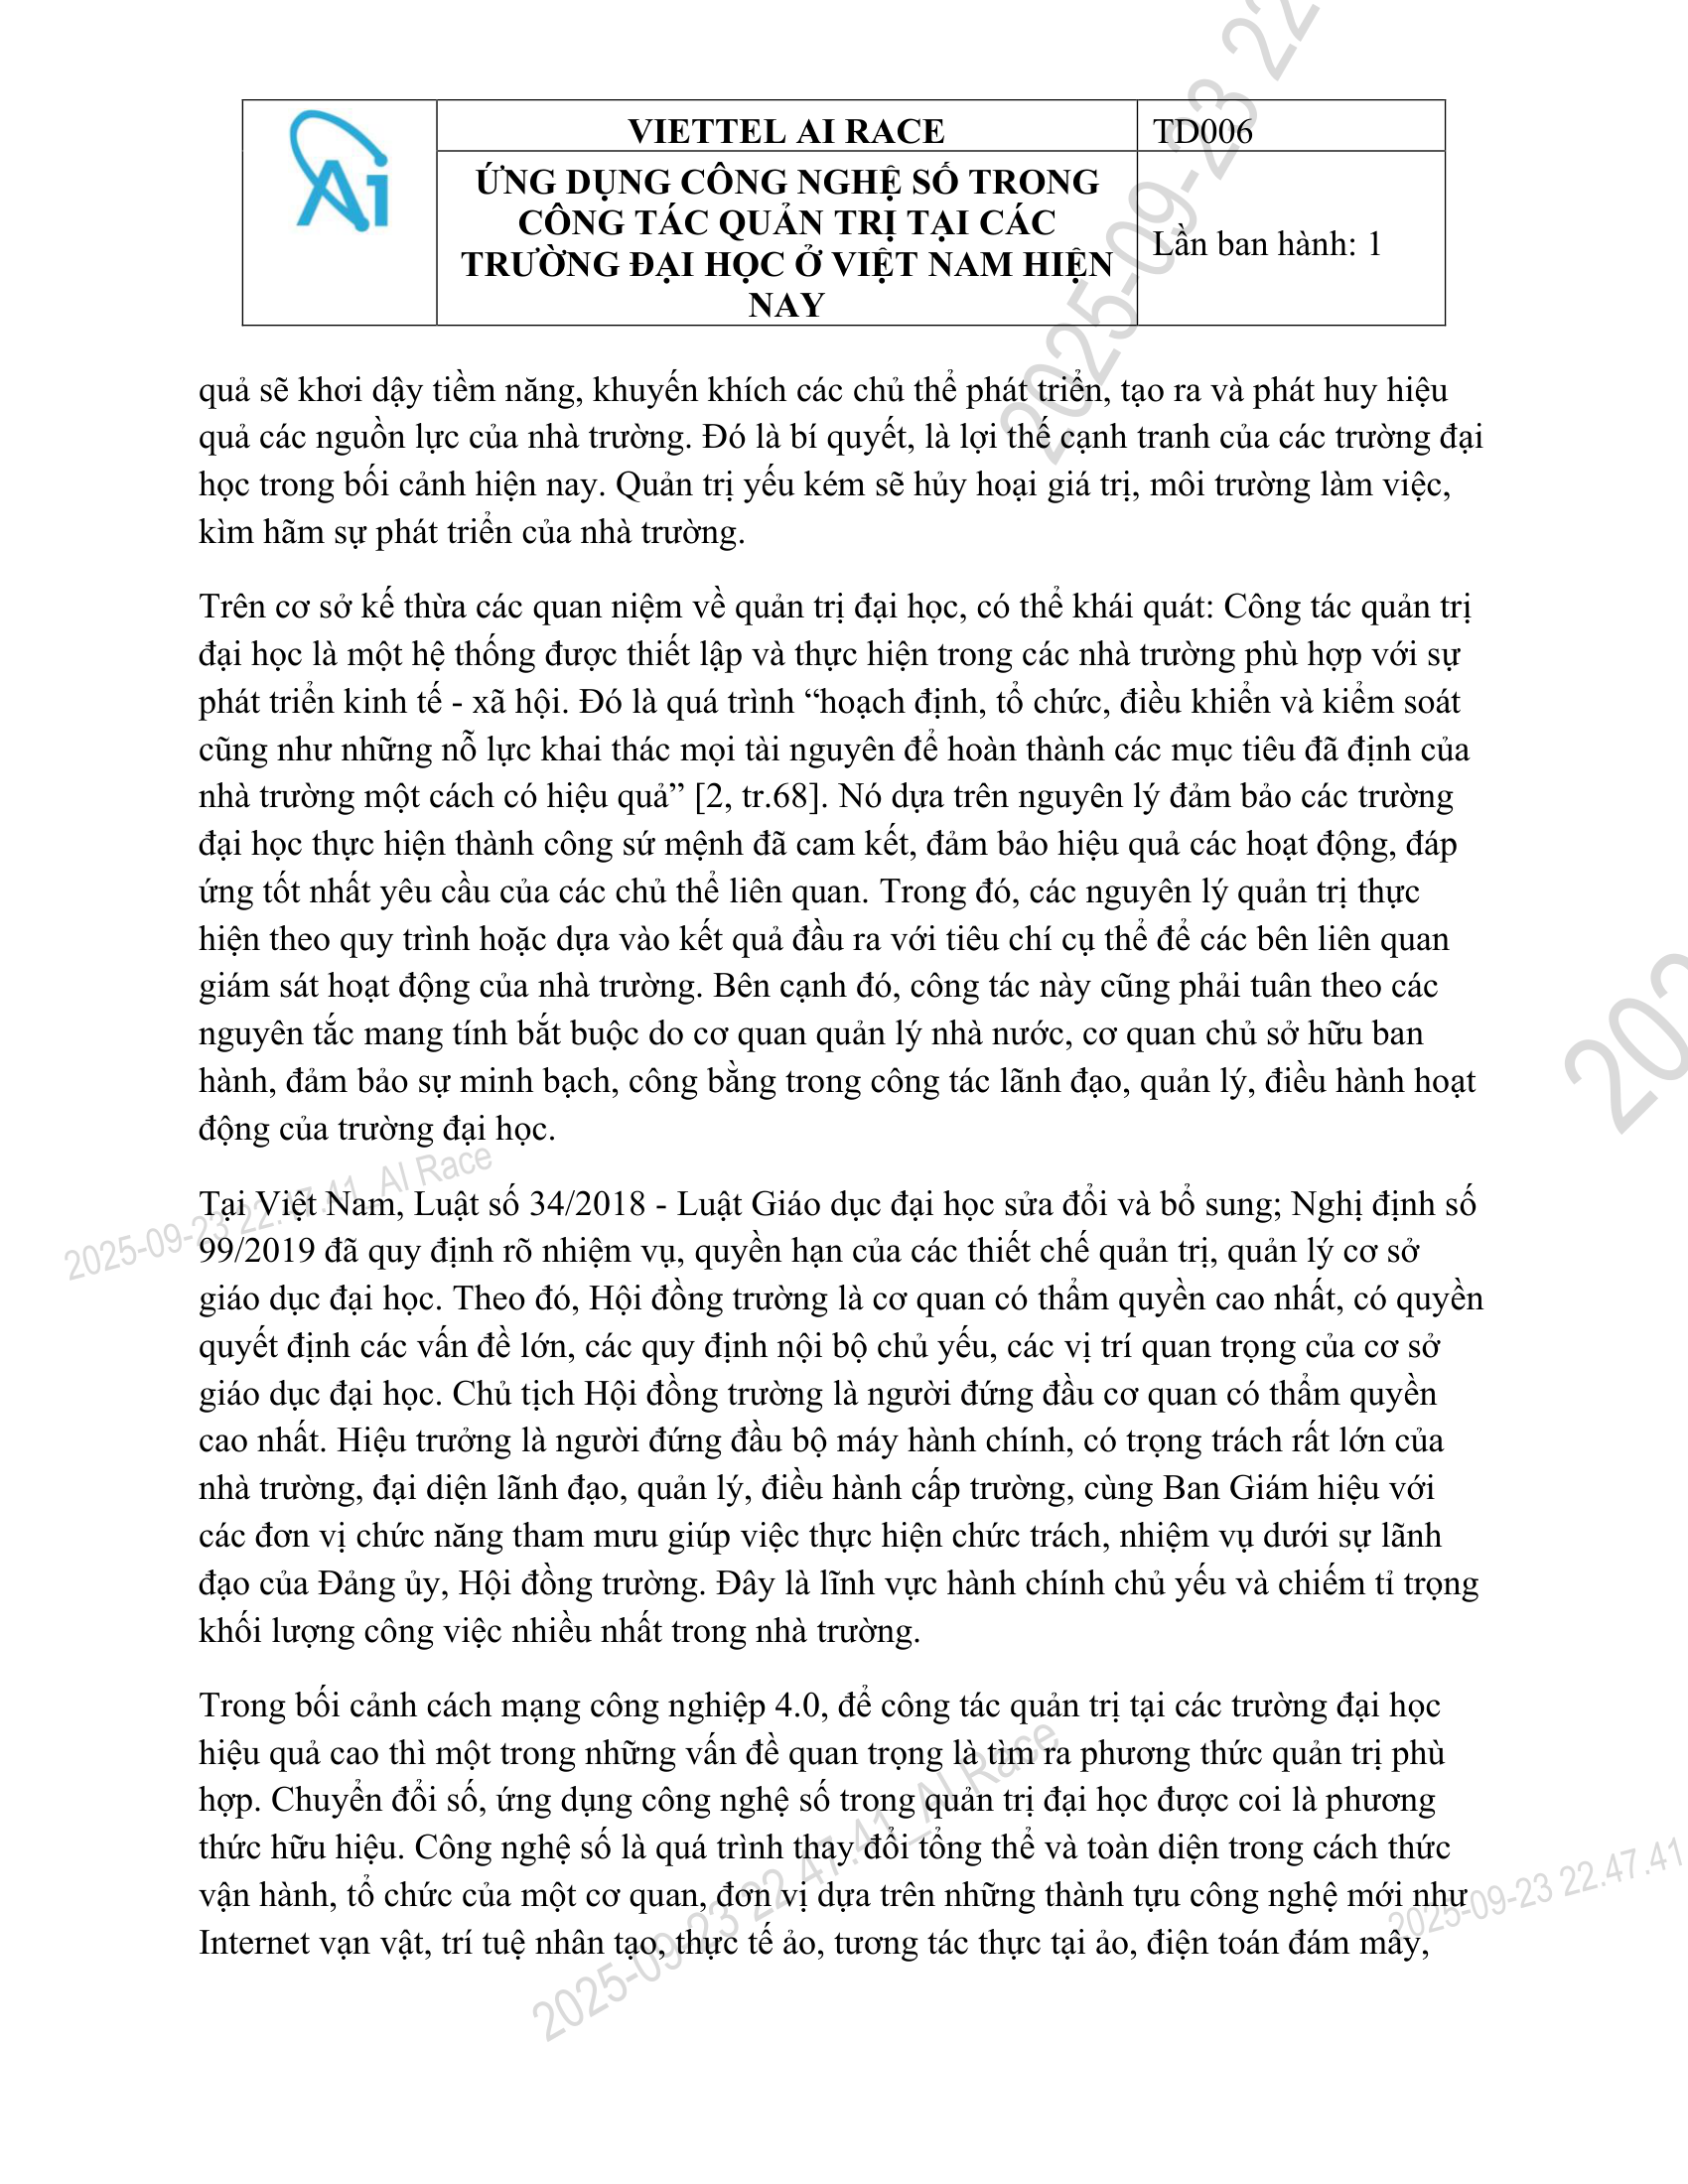 Ai
VIETTEL AI RACE
TD006
ỨNG DỤNG CÔNG NGHỆ SỐ TRONG
CÔNG TÁC QUẢN TRỊ TẠI CÁC
TRƯỜNG ĐẠI HỌC Ở VIỆT NAM HIỆN
NAY
Lần ban hành: 1
quả sẽ khơi dậy tiềm năng, khuyến khích các chủ thể phát triển, tạo ra và phát huy hiệu
quả các nguồn lực của nhà trường. Đó là bí quyết, là lợi thế cạnh tranh của các trường đại
học trong bối cảnh hiện nay. Quản trị yếu kém sẽ hủy hoại giá trị, môi trường làm việc,
kìm hãm sự phát triển của nhà trường.
Trên cơ sở kế thừa các quan niệm về quản trị đại học, có thể khái quát: Công tác quản trị
đại học là một hệ thống được thiết lập và thực hiện trong các nhà trường phù hợp với sự
phát triển kinh tế - xã hội. Đó là quá trình “hoạch định, tổ chức, điều khiển và kiểm soát
cũng như những nỗ lực khai thác mọi tài nguyên để hoàn thành các mục tiêu đã định của
nhà trường một cách có hiệu quả” [2, tr.68]. Nó dựa trên nguyên lý đảm bảo các trường
đại học thực hiện thành công sứ mệnh đã cam kết, đảm bảo hiệu quả các hoạt động, đáp
ứng tốt nhất yêu cầu của các chủ thể liên quan. Trong đó, các nguyên lý quản trị thực
hiện theo quy trình hoặc dựa vào kết quả đầu ra với tiêu chí cụ thể để các bên liên quan
giám sát hoạt động của nhà trường. Bên cạnh đó, công tác này cũng phải tuân theo các
nguyên tắc mang tính bắt buộc do cơ quan quản lý nhà nước, cơ quan chủ sở hữu ban
hành, đảm bảo sự minh bạch, công bằng trong công tác lãnh đạo, quản lý, điều hành hoạt
động của trường đại học.
Tại Việt Nam, Luật số 34/2018 - Luật Giáo dục đại học sửa đổi và bổ sung; Nghị định số
99/2019 đã quy định rõ nhiệm vụ, quyền hạn của các thiết chế quản trị, quản lý cơ sở
giáo dục đại học. Theo đó, Hội đồng trường là cơ quan có thẩm quyền cao nhất, có quyền
quyết định các vấn đề lớn, các quy định nội bộ chủ yếu, các vị trí quan trọng của cơ sở
giáo dục đại học. Chủ tịch Hội đồng trường là người đứng đầu cơ quan có thẩm quyền
cao nhất. Hiệu trưởng là người đứng đầu bộ máy hành chính, có trọng trách rất lớn của
nhà trường, đại diện lãnh đạo, quản lý, điều hành cấp trường, cùng Ban Giám hiệu với
các đơn vị chức năng tham mưu giúp việc thực hiện chức trách, nhiệm vụ dưới sự lãnh
đạo của Đảng ủy, Hội đồng trường. Đây là lĩnh vực hành chính chủ yếu và chiếm tỉ trọng
khối lượng công việc nhiều nhất trong nhà trường.
Trong bối cảnh cách mạng công nghiệp 4.0, để công tác quản trị tại các trường đại học
hiệu quả cao thì một trong những vấn đề quan trọng là tìm ra phương thức quản trị phù
hợp. Chuyển đổi số, ứng dụng công nghệ số trong quản trị đại học được coi là phương
thức hữu hiệu. Công nghệ số là quá trình thay đổi tổng thể và toàn diện trong cách thức
vận hành, tổ chức của một cơ quan, đơn vị dựa trên những thành tựu công nghệ mới như
Internet vạn vật, trí tuệ nhân tạo, thực tế ảo, tương tác thực tại ảo, điện toán đám mây,
2025-09-23 22
202
2025-09-23 22.47.41_AI Race
2025-09-23 22.47.41_AI Race
2025-09-23 22.47.41